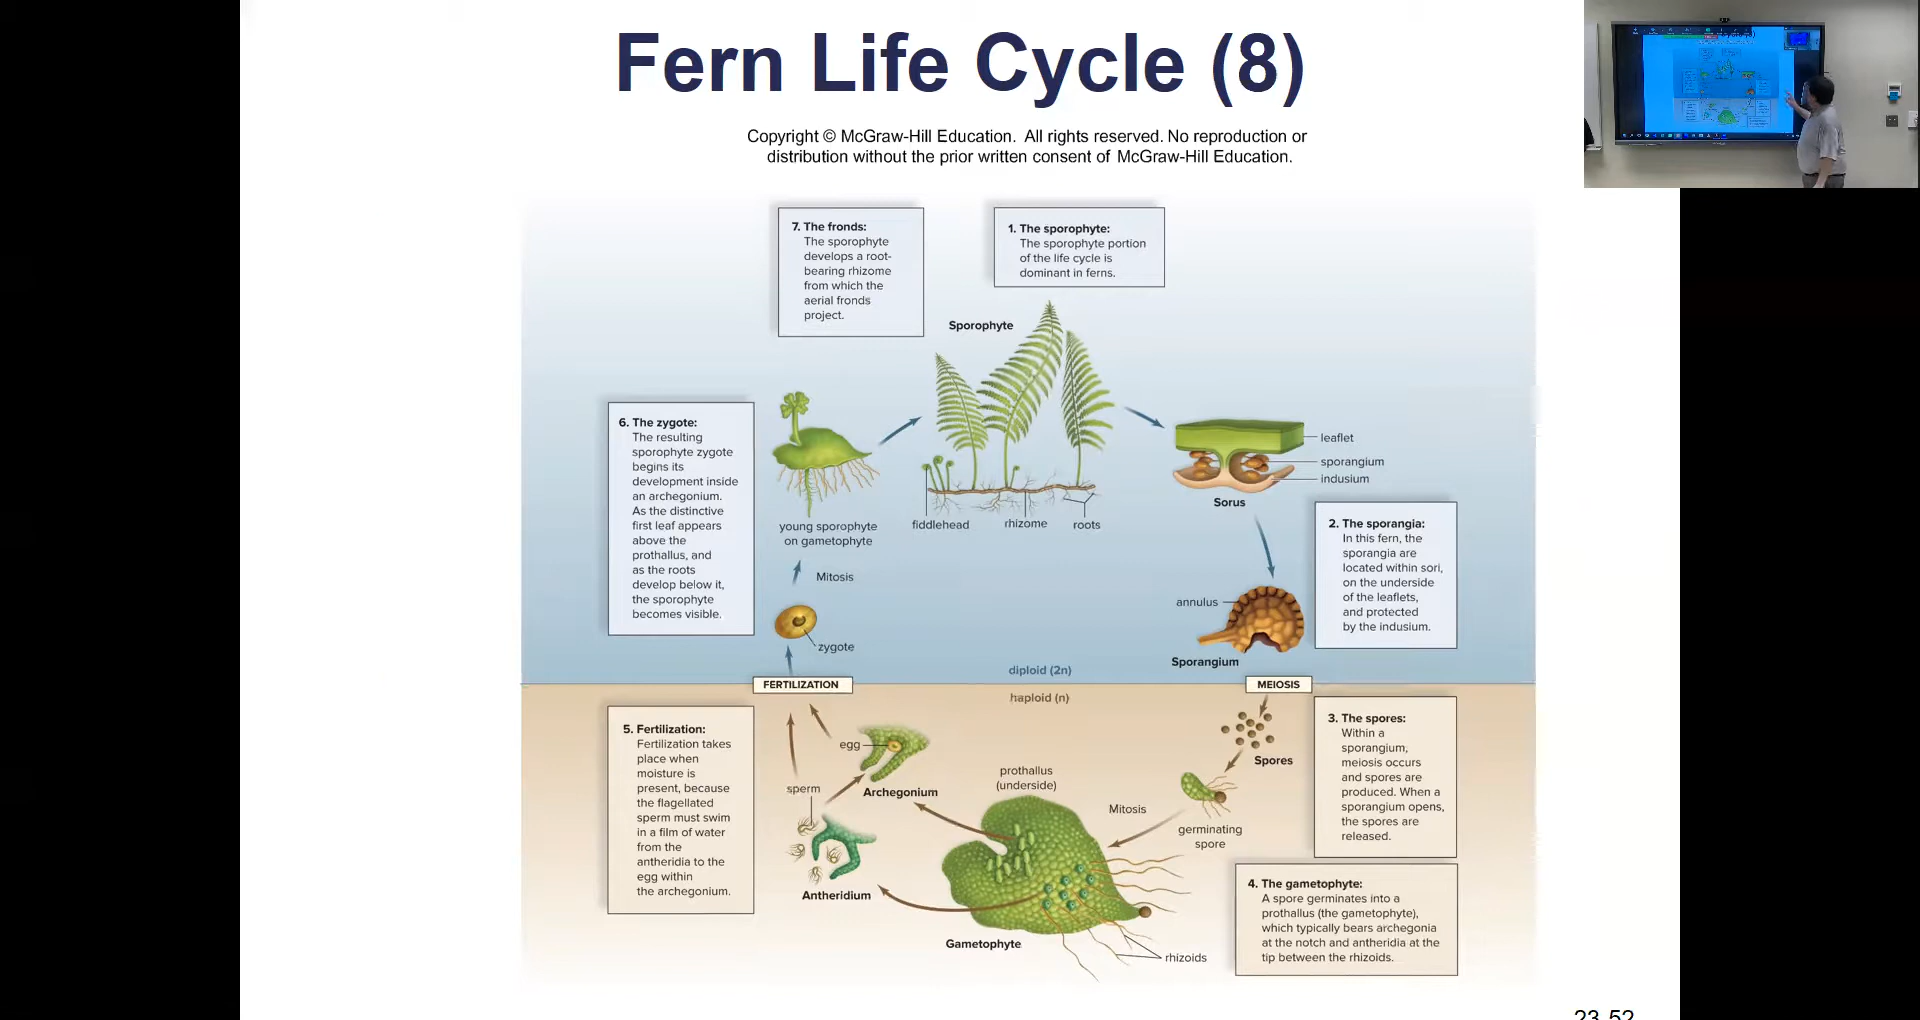 Fern Life Cycle (8)
Copyright © McGraw-Hill Education. All rights reserved. No reproduction or
distribution without the prior written consent of McGraw-Hill Education.
7. The fronds:
The sporophyte
develops a root-
bearing rhizome
from which the
aerial fronds
project.
1. The sporophyte:
The sporophyte portion
of the life cycle is
dominant in ferns.
Sporophyte
6. The zygote:
The resulting
sporophyte zygote
begins its
development inside
an archegonium.
As the distinctive
first leaf appears
above the
prothallus, and
as the roots
develop below it,
the sporophyte
becomes visible.
young sporophyte
on gametophyte
fiddlehead
rhizome
roots
leaflet
sporangium
indusium
Sorus
2. The sporangia:
In this fern, the
sporangia are
located within sori,
on the underside
of the leaflets,
and protected
by the indusium.
Mitosis
zygote
annulus
Sporangium
diploid (2n)
FERTILIZATION
MEIOSIS
haploid (n)
5. Fertilization:
Fertilization takes
place when
moisture is
present, because
the flagellated
sperm must swim
in a film of water
from the
antheridia to the
egg within
the archegonium.
egg
sperm
Archegonium
Antheridium
prothallus
(underside)
Mitosis
Spores
germinating
spore
3. The spores:
Within a
sporangium,
meiosis occurs
and spores are
produced. When a
sporangium opens,
the spores are
released.
Gametophyte
rhizoids
4. The gametophyte:
A spore germinates into a
prothallus (the gametophyte),
which typically bears archegonia
at the notch and antheridia at the
tip between the rhizoids.
23-52